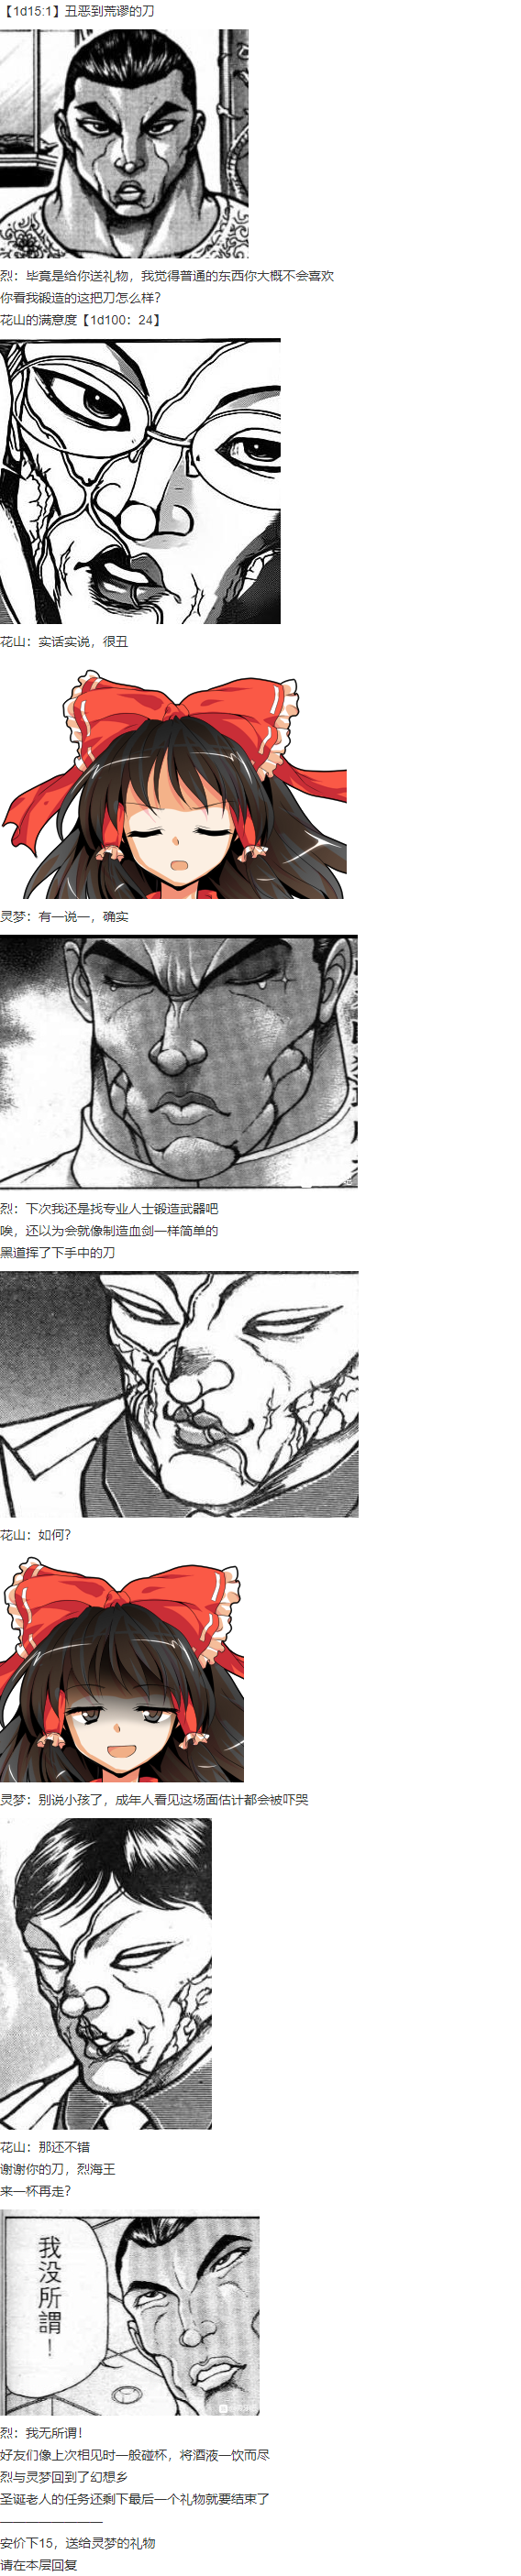 【1d15:1】丑恶到荒谬的刀
烈：毕竟是给你送礼物，我觉得普通的东西你大概不会喜欢
你看我锻造的这把刀怎么样？
花山的满意度【1d100：24】
花山：实话实说，很丑
灵梦：有一说一，确实
烈：下次我还是找专业人士锻造武器吧
唉，还以为会就像制造血剑一样简单的
黑道挥了下手中的刀
花山：如何？
灵梦：别说小孩了，成年人看见这场面估计都会被吓哭
花山：那还不错
谢谢你的刀，烈海王
来一杯再走？
我没所謂！
烈：我无所谓！
好友们像上次相见时一般碰杯，将酒液一饮而尽
烈与灵梦回到了幻想乡
圣诞老人的任务还剩下最后一个礼物就要结束了
————————
安价下15，送给灵梦的礼物
请在本层回复